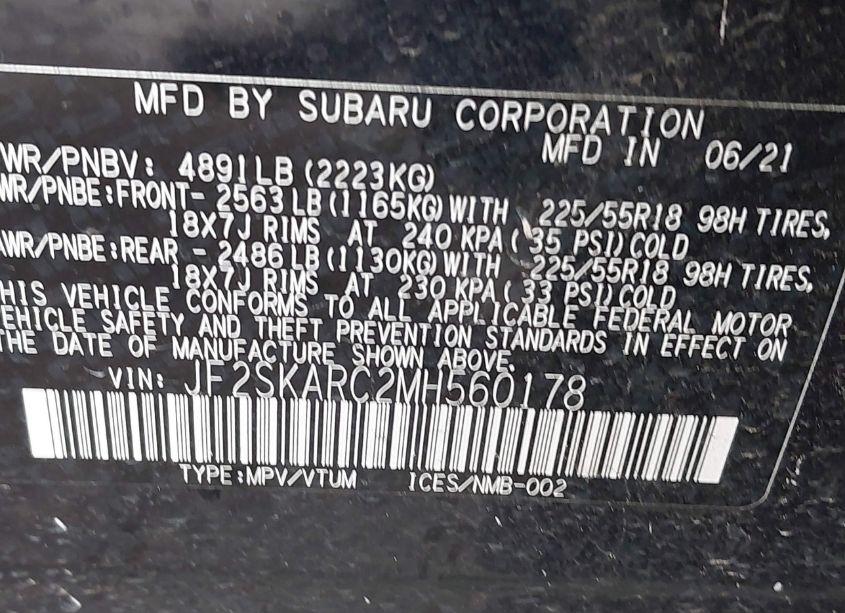 MFD BY SUBARU CORPORATION
MFD IN 06/21
WR/PNBV: 4891LB (2223KG)
WR/PNBE:FRONT- 2563LB (1165KG) WITH 225/55R18 98H TIRES,
18X7J RIMS AT 240 KPA ( 35 PSI) COLD
AWR/PNBE:REAR - 2486LB (1130KG) WITH 225/55R18 98H TIRES,
18X7J RIMS AT 230 KPA ( 33 PSI) COLD
HIS VEHICLE CONFORMS TO ALL APPLICABLE FEDERAL MOTOR
EHICLE SAFETY AND THEFT PREVENTION STANDARDS IN EFFECT ON
THE DATE OF MANUFACTURE SHOWN ABOVE.
VIN: JF2SKARC2MH560178
TYPE:MPV/VTUM ICES/NMB-002